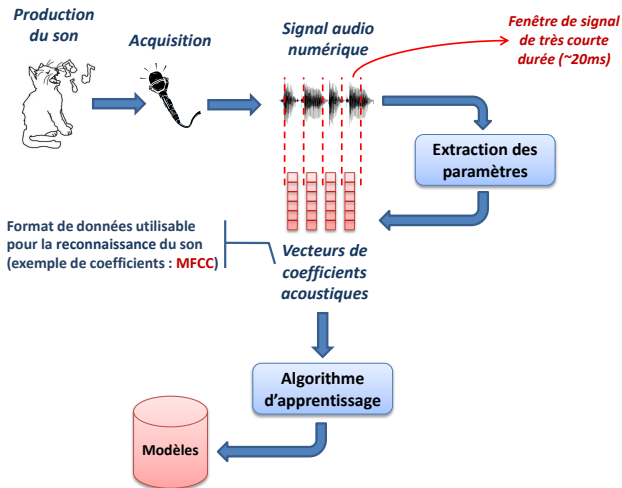 Production
du son
Acquisition
Signal audio
numérique
Fenêtre de signal
de très courte
durée (~20ms)
Extraction des
paramètres
Format de données utilisable
pour la reconnaissance du son
(exemple de coefficients : MFCC)
Vecteurs de
coefficients
acoustiques
Algorithme
d'apprentissage
Modèles